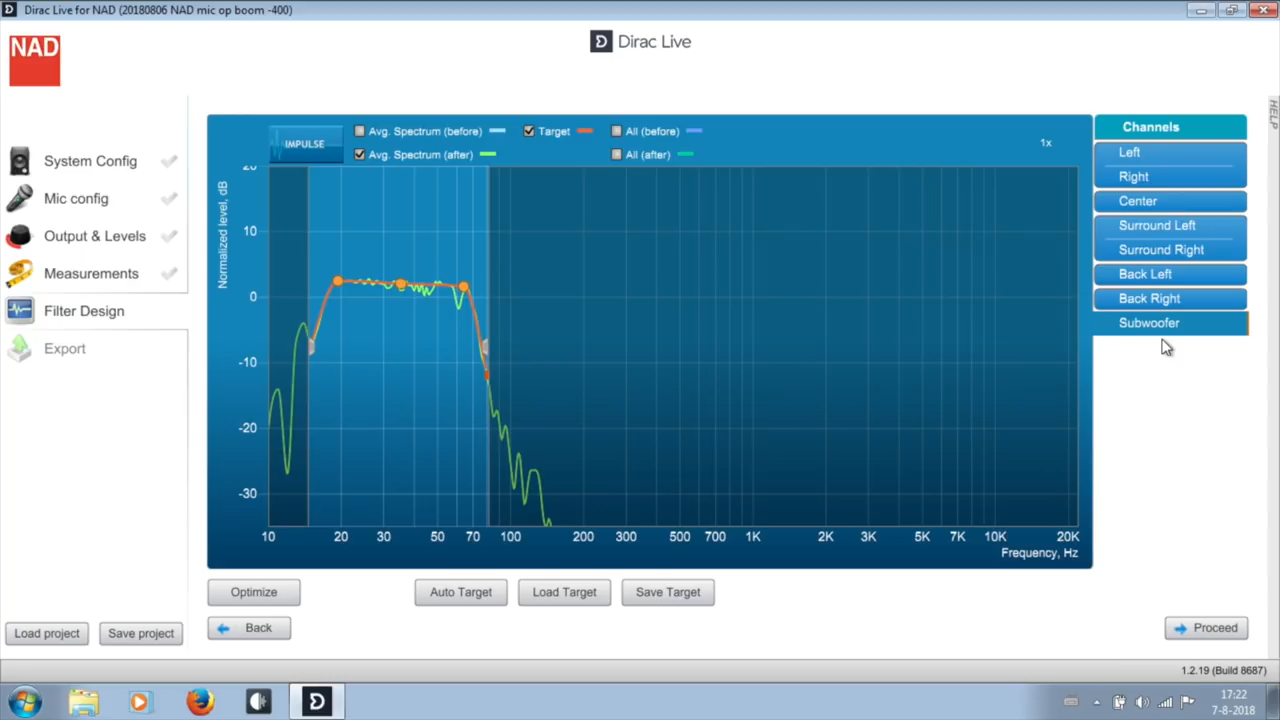 Dirac Live for NAD (20180806 NAD mic op boom -400)
NAD
Dirac Live
HELP
System Config
Mic config
Output & Levels
Measurements
Filter Design
Export
IMPULSE
Avg. Spectrum (before)
Target
All (before)
Avg. Spectrum (after)
All (after)
1x
Normalized level, dB
20
10
0
-10
-20
-30
10 20 30 50 70 100 200 300 500 700 1K 2K 3K 5K 7K 10K 20K
Frequency, Hz
Channels
Left
Right
Center
Surround Left
Surround Right
Back Left
Back Right
Subwoofer
Optimize
Auto Target
Load Target
Save Target
Load project
Save project
Back
Proceed
1.2.19 (Build 8687)
17:22
7-8-2018